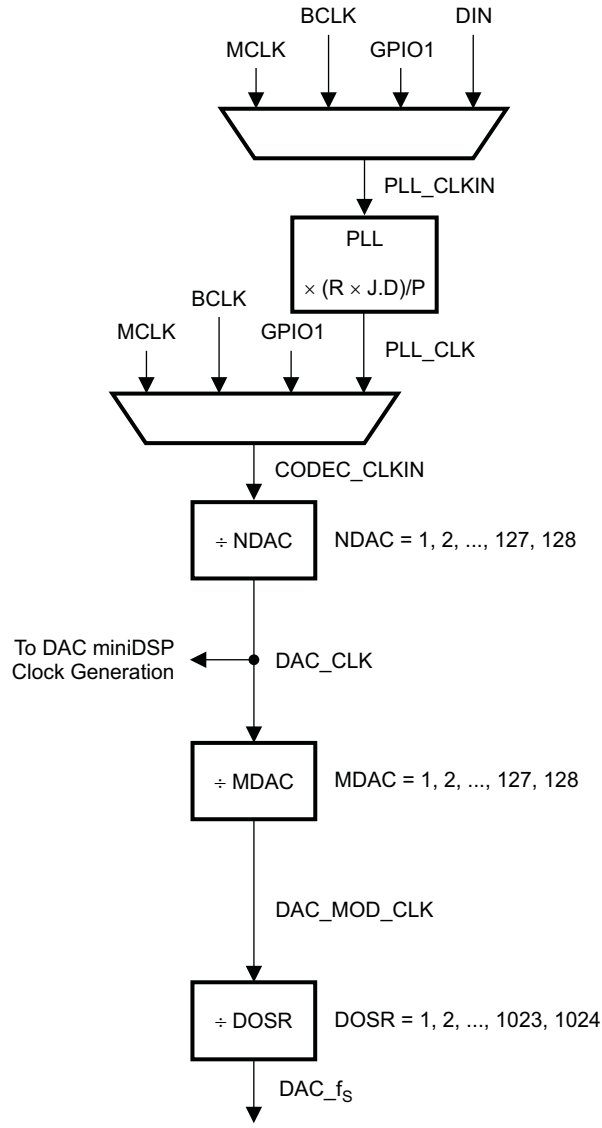 BCLK
DIN
MCLK
GPIO1
PLL_CLKIN
PLL
× (R × J.D)/P
BCLK
MCLK
GPIO1
PLL_CLK
CODEC_CLKIN
÷ NDAC
NDAC = 1, 2, ..., 127, 128
To DAC miniDSP
Clock Generation
DAC_CLK
÷ MDAC
MDAC = 1, 2, ..., 127, 128
DAC_MOD_CLK
÷ DOSR
DOSR = 1, 2, ..., 1023, 1024
DAC_fS